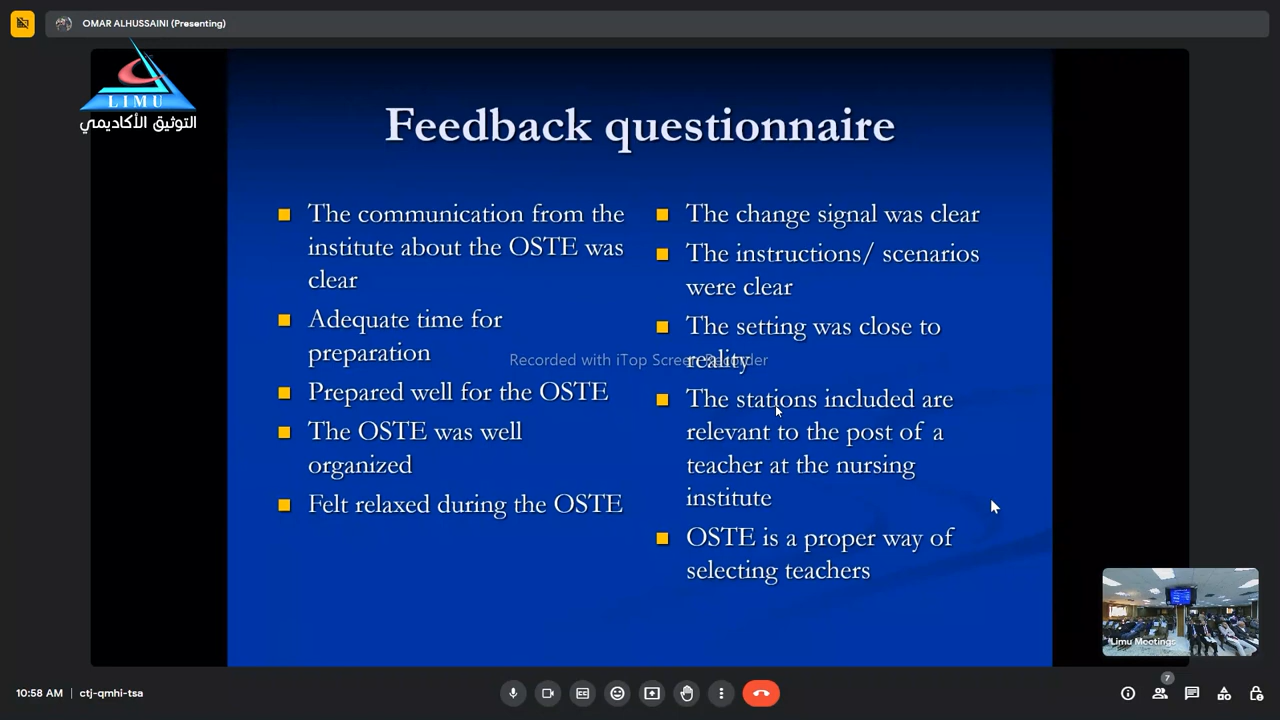 OMAR ALHUSSAINI (Presenting)
LIMU
التوثيق الأكاديمي
Feedback questionnaire
The communication from the
institute about the OSTE was
clear
Adequate time for
preparation
Prepared well for the OSTE
The OSTE was well
organized
Felt relaxed during the OSTE
The change signal was clear
The instructions/ scenarios
were clear
The setting was close to
reality
The stations included are
relevant to the post of a
teacher at the nursing
institute
OSTE is a proper way of
selecting teachers
Recorded with iTop Screen Recorder
Limu Meetings
10:58 AM | ctj-qmhi-tsa
7